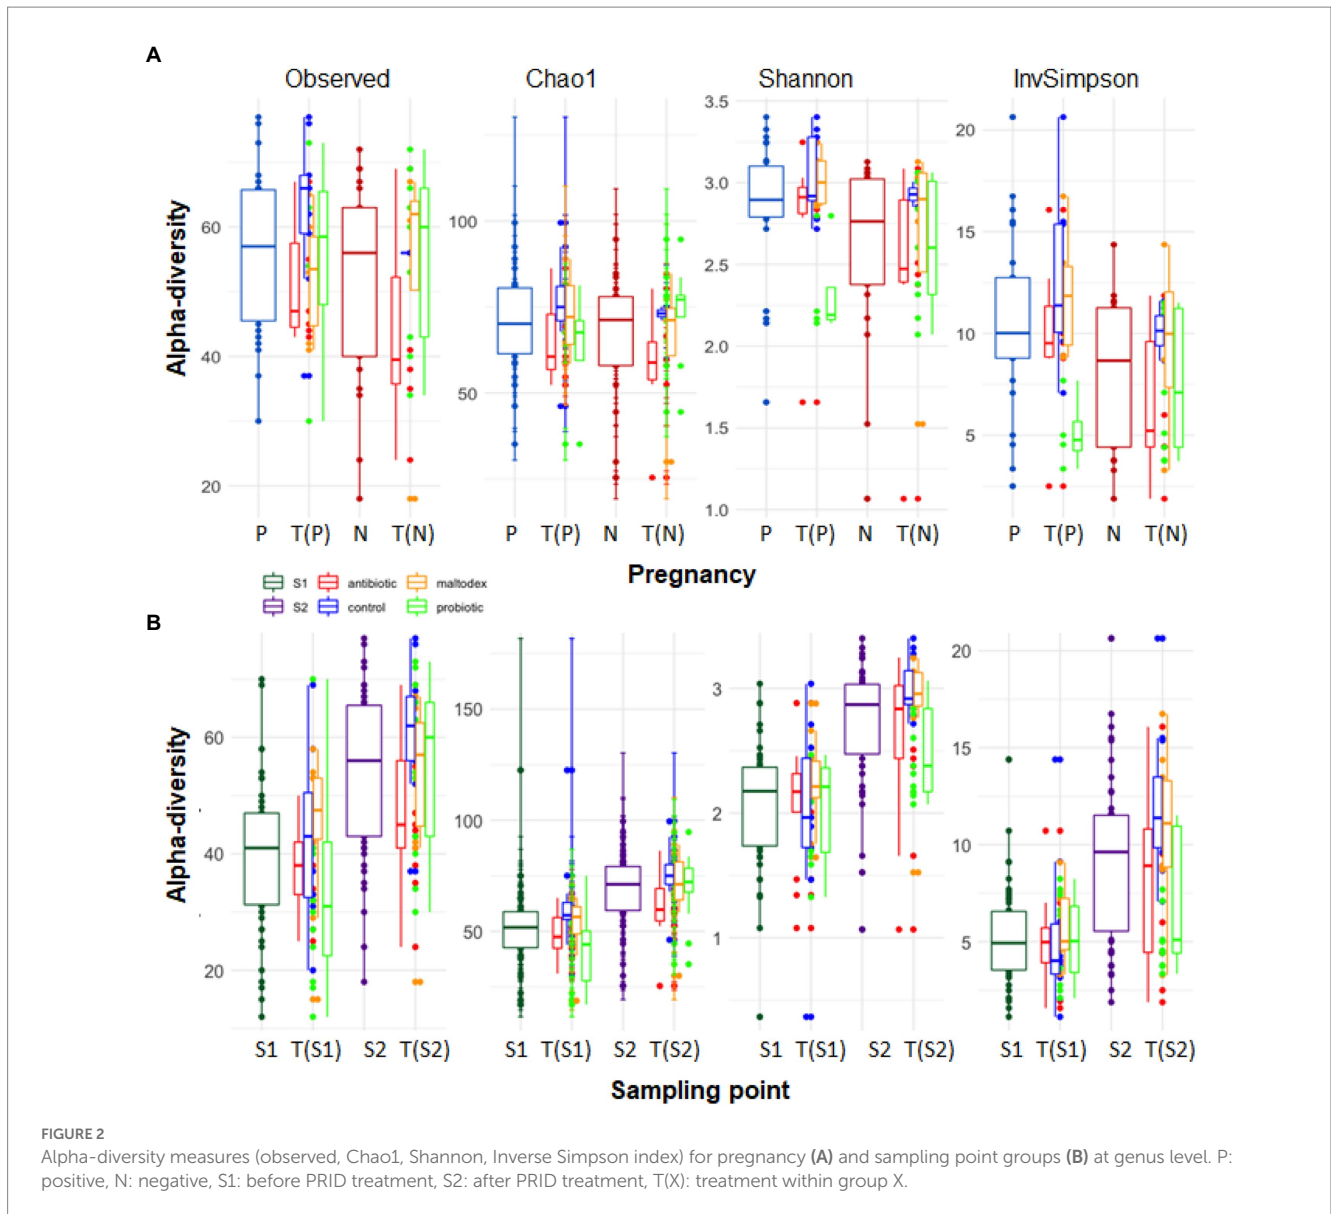 A
Observed Chao1 Shannon InvSimpson
Alpha-diversity
60
40
20
100
50
3.5
3.0
2.5
2.0
1.5
1.0
20
15
10
5
P T(P) N T(N) P T(P) N T(N) P T(P) N T(N) P T(P) N T(N)
Pregnancy
S1 antibiotic maltodex
S2 control probiotic
B
Alpha-diversity
60
40
20
150
100
50
3
2
1
20
15
10
5
S1 T(S1) S2 T(S2) S1 T(S1) S2 T(S2) S1 T(S1) S2 T(S2) S1 T(S1) S2 T(S2)
Sampling point
FIGURE 2
Alpha-diversity measures (observed, Chao1, Shannon, Inverse Simpson index) for pregnancy (A) and sampling point groups (B) at genus level. P:
positive, N: negative, S1: before PRID treatment, S2: after PRID treatment, T(X): treatment within group X.